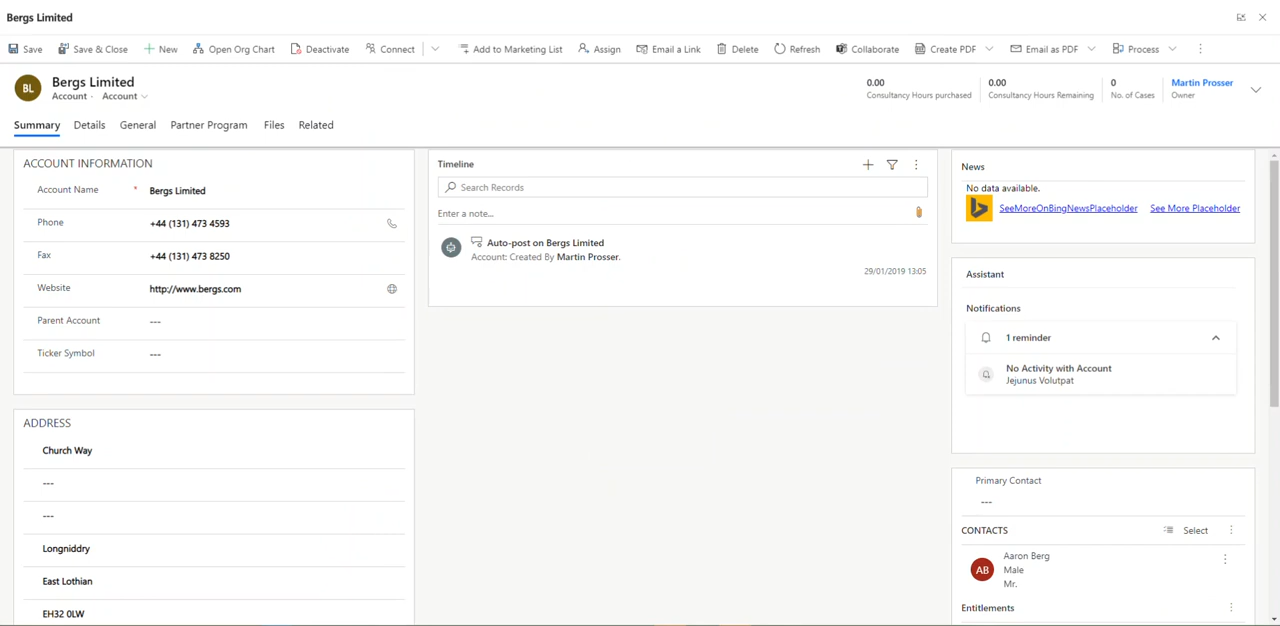 Bergs Limited
Save
Save & Close
New
Open Org Chart
Deactivate
Connect
Add to Marketing List
Assign
Email a Link
Delete
Refresh
Collaborate
Create PDF
Email as PDF
Process
BL
Bergs Limited
Account · Account
0.00
Consultancy Hours purchased
0.00
Consultancy Hours Remaining
0
No. of Cases
Martin Prosser
Owner
Summary
Details
General
Partner Program
Files
Related
ACCOUNT INFORMATION
Account Name * Bergs Limited
Phone +44 (131) 473 4593
Fax +44 (131) 473 8250
Website http://www.bergs.com
Parent Account ---
Ticker Symbol ---
ADDRESS
Church Way
---
---
Longniddry
East Lothian
EH32 0LW
Timeline
Search Records
Enter a note...
Auto-post on Bergs Limited
Account: Created By Martin Prosser.
29/01/2019 13:05
News
No data available.
SeeMoreOnBingNewsPlaceholder See More Placeholder
Assistant
Notifications
1 reminder
No Activity with Account
Jejunus Volutpat
Primary Contact
---
CONTACTS
Select
AB
Aaron Berg
Male
Mr.
Entitlements